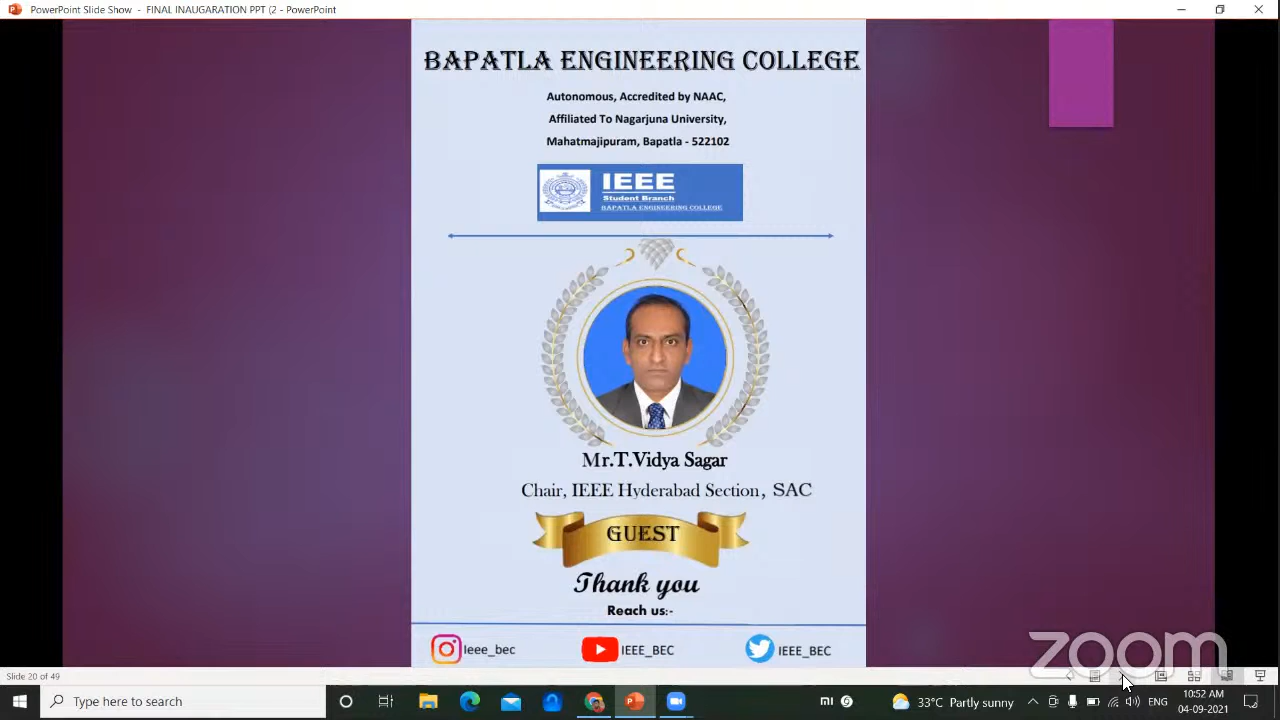 PowerPoint Slide Show - FINAL INAUGARATION PPT (2 - PowerPoint
BAPATLA ENGINEERING COLLEGE
Autonomous, Accredited by NAAC,
Affiliated To Nagarjuna University,
Mahatmajipuram, Bapatla - 522102
IEEE
Student Branch
BAPATLA ENGINEERING COLLEGE
Mr.T.Vidya Sagar
Chair, IEEE Hyderabad Section, SAC
GUEST
Thank you
Reach us:-
Ieee_bec
IEEE_BEC
IEEE_BEC
zoom
Slide 20 of 49
Type here to search
mi
33°C Partly sunny
ENG
10:52 AM
04-09-2021